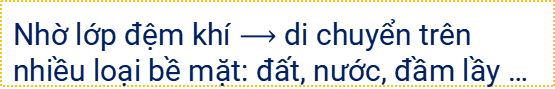 Nhờ lớp đệm khí ⟶ di chuyển trên
nhiều loại bề mặt: đất, nước, đầm lầy ...